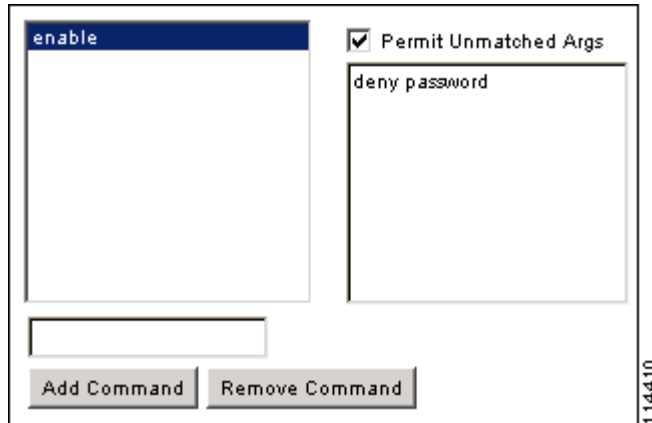 enable
Permit Unmatched Args
deny password
Add Command
Remove Command
114410